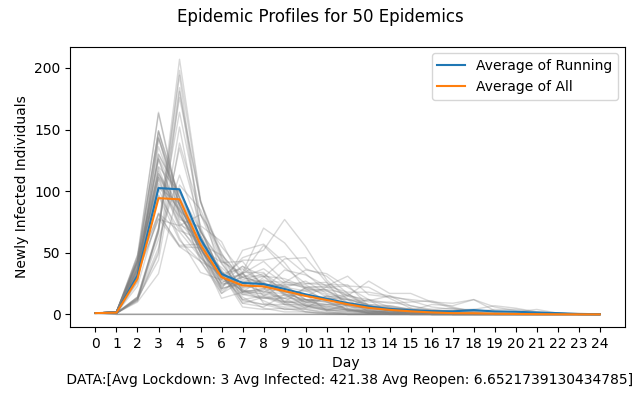 Epidemic Profiles for 50 Epidemics
Average of Running
Average of All
Newly Infected Individuals
200
150
100
50
0
0 1 2 3 4 5 6 7 8 9 10 11 12 13 14 15 16 17 18 19 20 21 22 23 24
Day
DATA:[Avg Lockdown: 3 Avg Infected: 421.38 Avg Reopen: 6.6521739130434785]